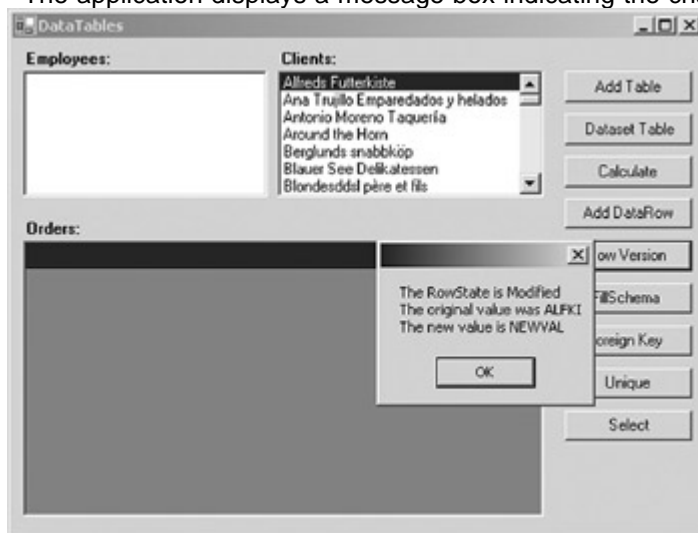 The application displays a message box indicating the
DataTables
Employees:
Clients:
Alfreds Futterkiste
Ana Trujillo Emparedados y helados
Antonio Moreno Taquería
Around the Horn
Berglunds snabbköp
Blauer See Delikatessen
Blondesddsl père et fils
Add Table
Dataset Table
Calculate
Add DataRow
ow Version
FillSchema
oreign Key
Unique
Select
Orders:
The RowState is Modified
The original value was ALFKI
The new value is NEWVAL
OK